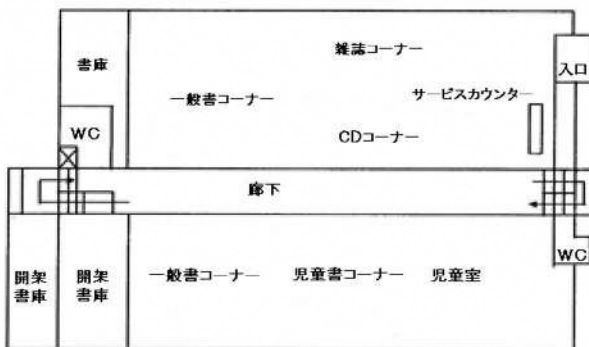 雑誌コーナー
書庫
入口
一般書コーナー
サービスカウンター
WC
CDコーナー
廊下
WC
開架
書庫
開架
書庫
一般書コーナー
児童書コーナー
児童室